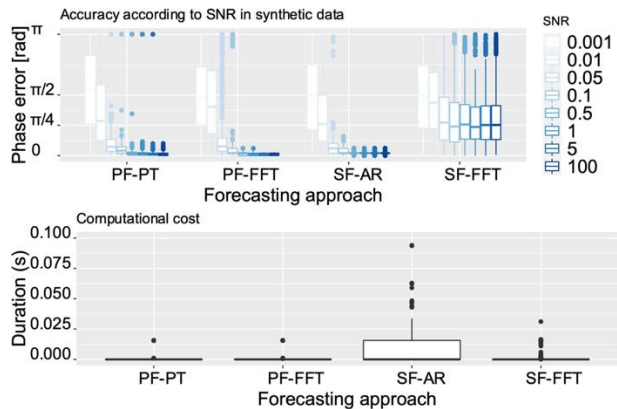 Accuracy according to SNR in synthetic data
Phase error [rad]
π
π/2
π/4
0
PF-PT PF-FFT SF-AR SF-FFT
Forecasting approach
SNR
0.001
0.01
0.05
0.1
0.5
1
5
100
Computational cost
Duration (s)
0.100
0.075
0.050
0.025
0.000
PF-PT PF-FFT SF-AR SF-FFT
Forecasting approach